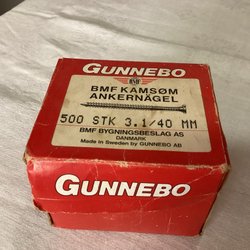 GUNNEBO
BMF
BMF KAMSØM
ANKERNÄGEL
500 STK 3.1/40 MM
BMF BYGNINGSBESLAG AS
DANMARK
Made in Sweden by GUNNEBO AB
GUNNEBO